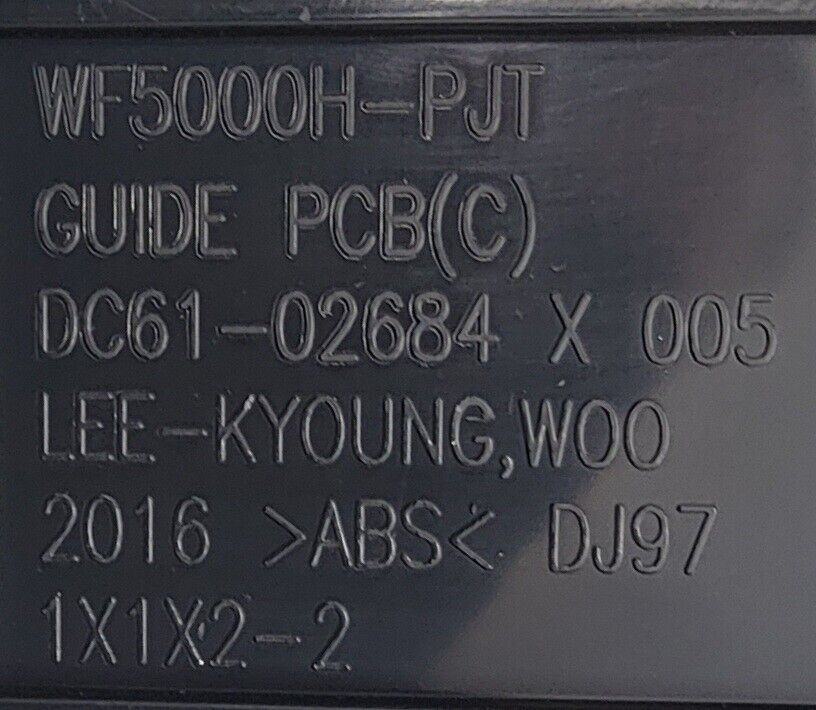 WF5000H-PJT
GUIDE PCB(C)
DC61-02684 X 005
LEE-KYOUNG,WOO
2016 >ABS< DJ97
1X1X2-2